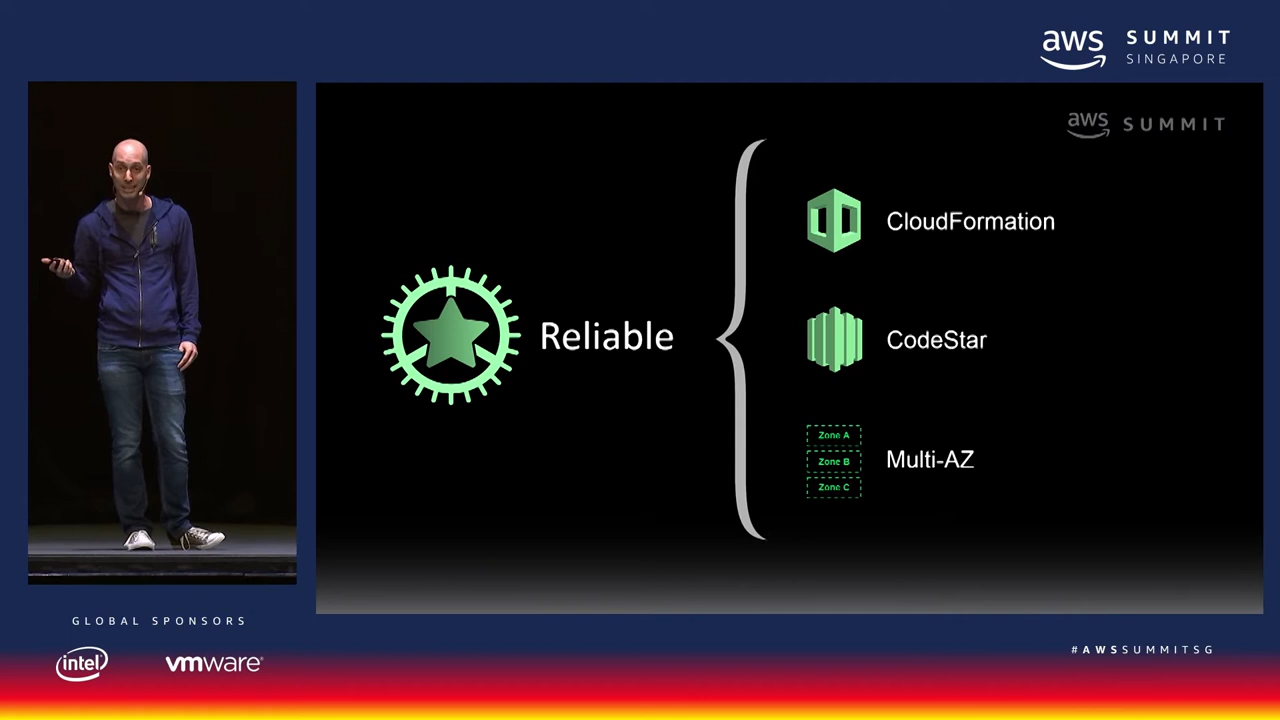 aws SUMMIT
SINGAPORE
aws SUMMIT
Reliable
CloudFormation
CodeStar
Zone A
Zone B
Zone C
Multi-AZ
GLOBAL SPONSORS
intel
vmware
#AWSSUMMITSG